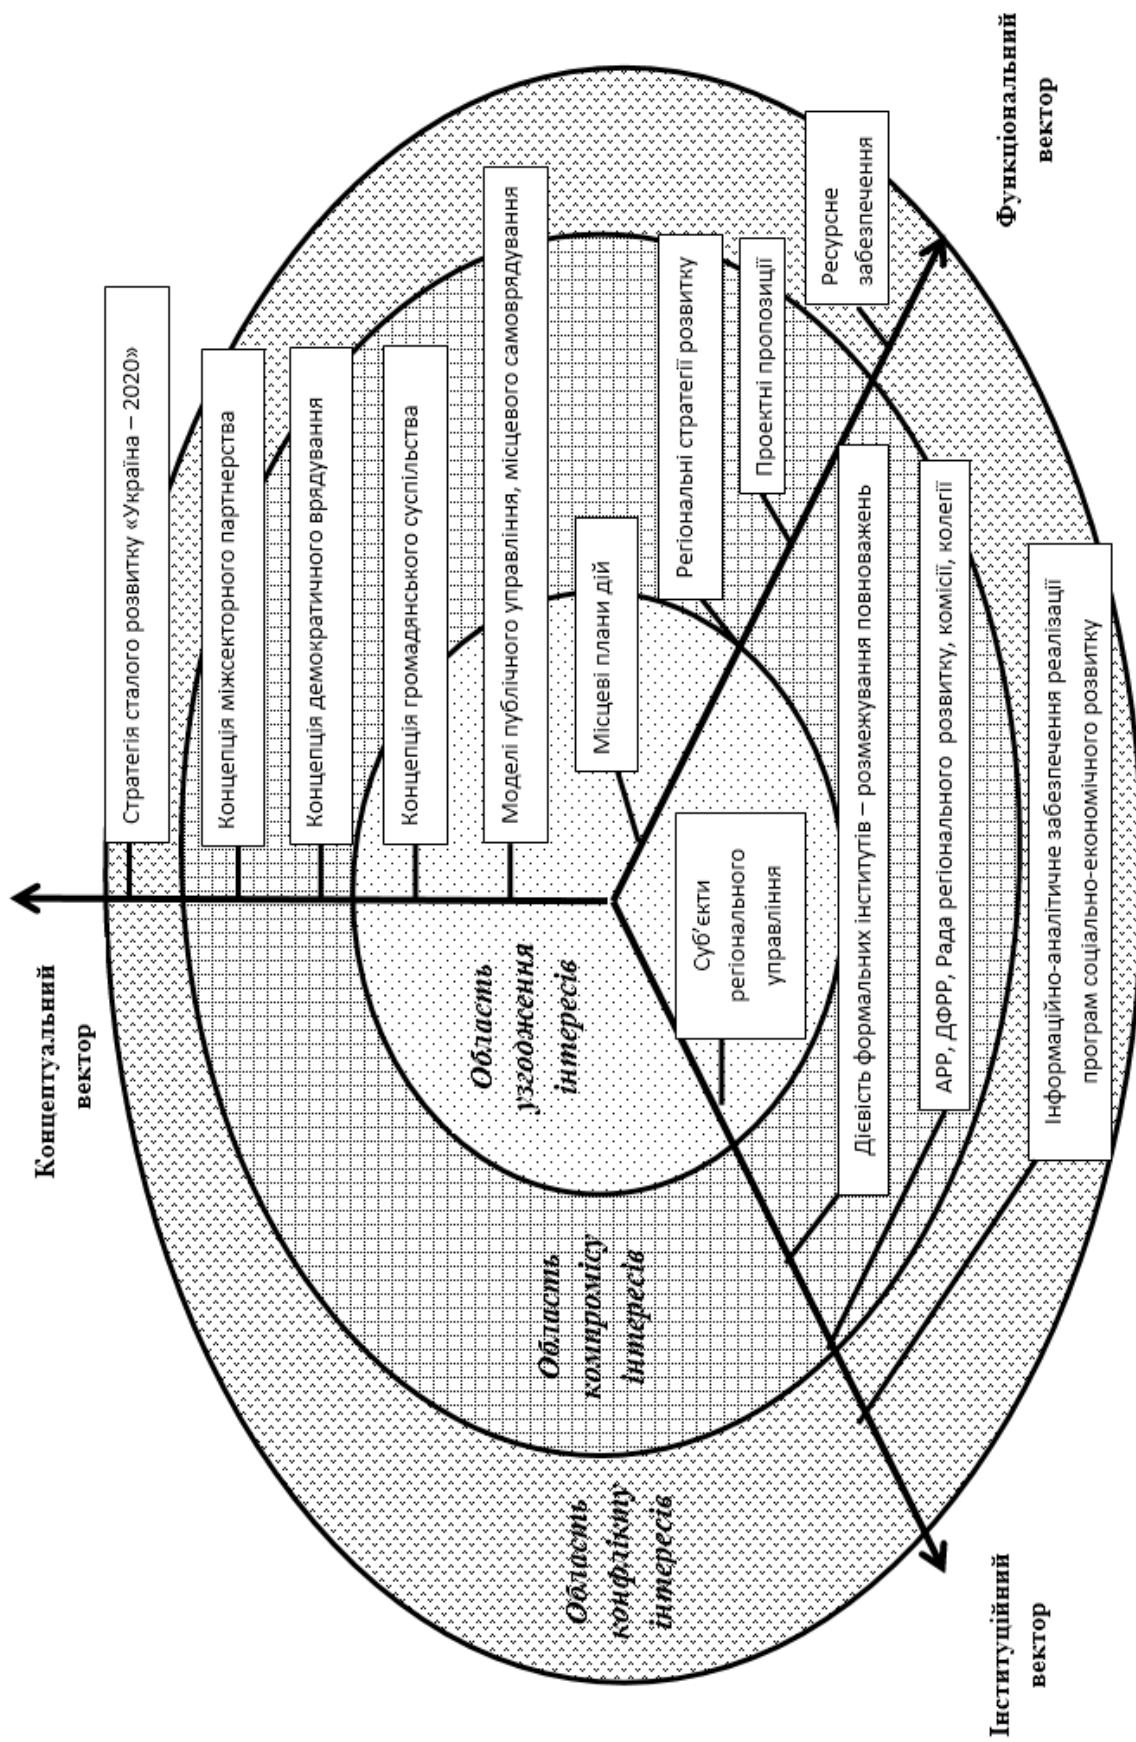 Концептуальний
вектор
Стратегія сталого розвитку «Україна – 2020»
Концепція міжсекторного партнерства
Концепція демократичного врядування
Концепція громадянського суспільства
Моделі публічного управління, місцевого самоврядування
Область
узгодження
інтересів
Область
компромісу
інтересів
Область
конфлікту
інтересів
Місцеві плани дій
Регіональні стратегії розвитку
Проектні пропозиції
Ресурсне
забезпечення
Суб’єкти
регіонального
управління
Дієвість формальних інститутів – розмежування повноважень
АРР, ДФРР, Рада регіонального розвитку, комісії, колегії
Інформаційно-аналітичне забезпечення реалізації
програм соціально-економічного розвитку
Інституційний
вектор
Функціональний
вектор